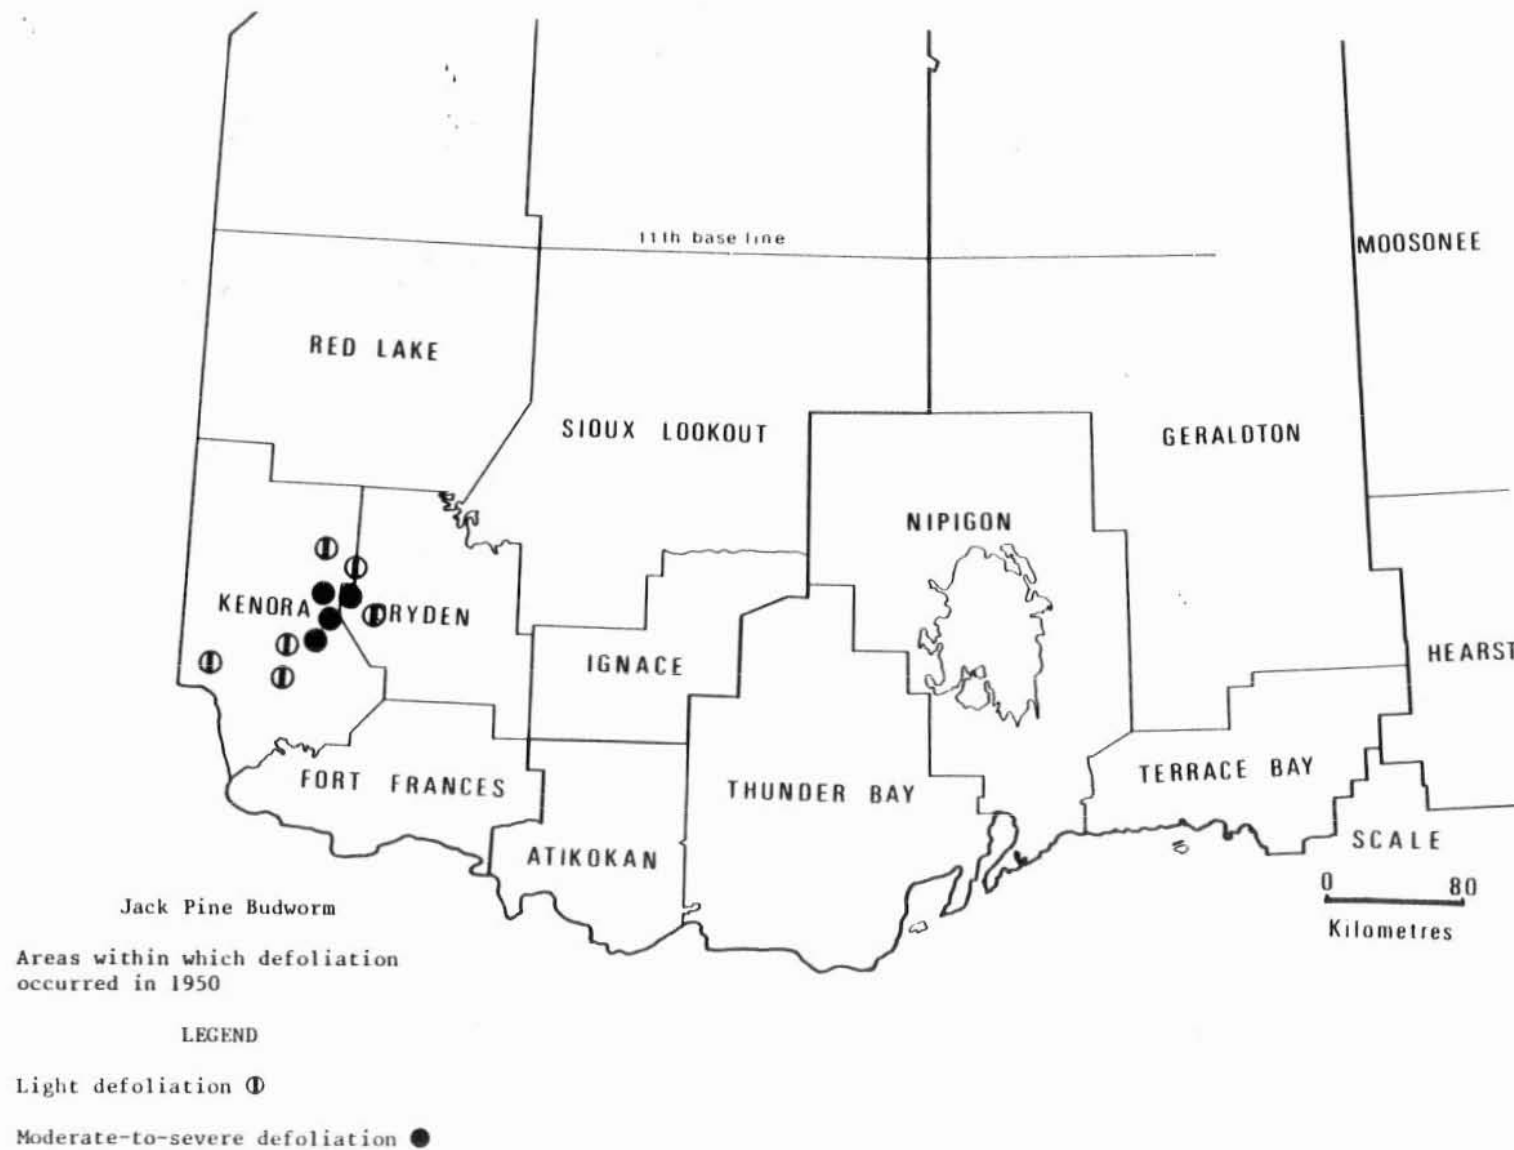 11th base line
MOOSONEE
RED LAKE
SIOUX LOOKOUT
GERALDTON
NIPIGON
KENORA
DRYDEN
IGNACE
HEARST
FORT FRANCES
THUNDER BAY
TERRACE BAY
ATIKOKAN
SCALE
0 80
Kilometres
Jack Pine Budworm
Areas within which defoliation
occurred in 1950
LEGEND
Light defoliation
Moderate-to-severe defoliation